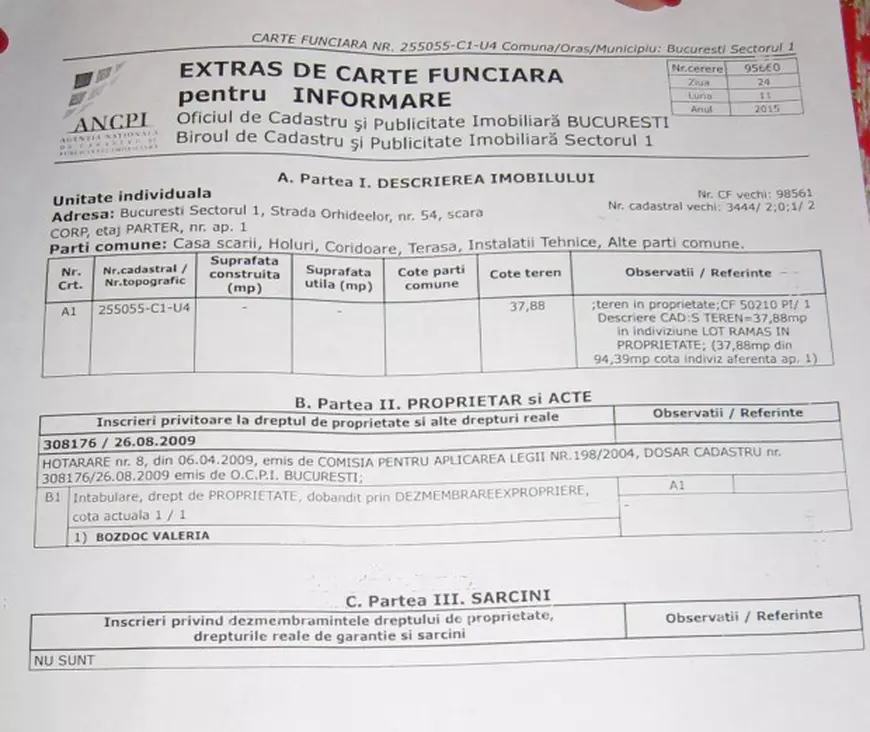 CARTE FUNCIARA NR. 255055-C1-U4 Comuna/Oras/Municipiu: Bucuresti Sectorul 1
EXTRAS DE CARTE FUNCIARA
pentru INFORMARE
Oficiul de Cadastru şi Publicitate Imobiliară BUCURESTI
Biroul de Cadastru şi Publicitate Imobiliară Sectorul 1
Nr.cerere 95660
Ziua 24
Luna 11
Anul 2015
ANCPI
AGENTIA NATIONALA
DE CADASTRU SI
PUBLICITATE IMOBILIARA
A. Partea I. DESCRIEREA IMOBILULUI
Unitate individuala
Nr. CF vechi: 98561
Adresa: Bucuresti Sectorul 1, Strada Orhideelor, nr. 54, scara
Nr. cadastral vechi: 3444/ 2;0;1/ 2
CORP, etaj PARTER, nr. ap. 1
Parti comune: Casa scarii, Holuri, Coridoare, Terasa, Instalatii Tehnice, Alte parti comune.
Nr. Crt.
Nr.cadastral / Nr.topografic
Suprafata construita (mp)
Suprafata utila (mp)
Cote parti comune
Cote teren
Observatii / Referinte
A1 255055-C1-U4 - - 37,88 ;teren in proprietate;CF 50210 PI/ 1
Descriere CAD:S TEREN=37,88mp
in indiviziune LOT RAMAS IN
PROPRIETATE; (37,88mp din
94,39mp cota indiviz aferenta ap. 1)
B. Partea II. PROPRIETAR si ACTE
Inscrieri privitoare la dreptul de proprietate si alte drepturi reale
Observatii / Referinte
308176 / 26.08.2009
HOTARARE nr. 8, din 06.04.2009, emis de COMISIA PENTRU APLICAREA LEGII NR.198/2004, DOSAR CADASTRU nr.
308176/26.08.2009 emis de O.C.P.I. BUCURESTI;
B1 Intabulare, drept de PROPRIETATE, dobandit prin DEZMEMBRAREEXPROPRIERE, A1
cota actuala 1 / 1 -
1) BOZDOC VALERIA
C. Partea III. SARCINI
Inscrieri privind dezmembramintele dreptului de proprietate,
drepturile reale de garantie si sarcini
Observatii / Referinte
NU SUNT